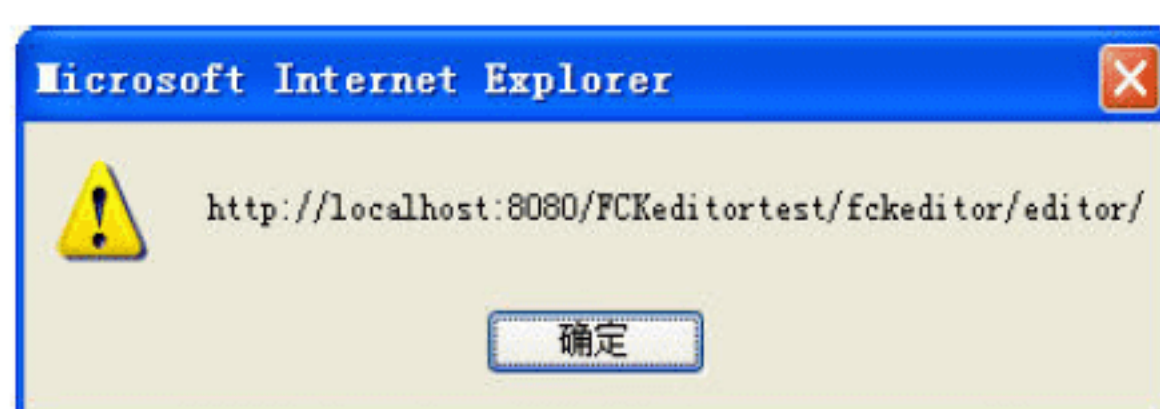 Microsoft Internet Explorer
http://localhost:8080/FCKeditortest/fckeditor/editor/
确定